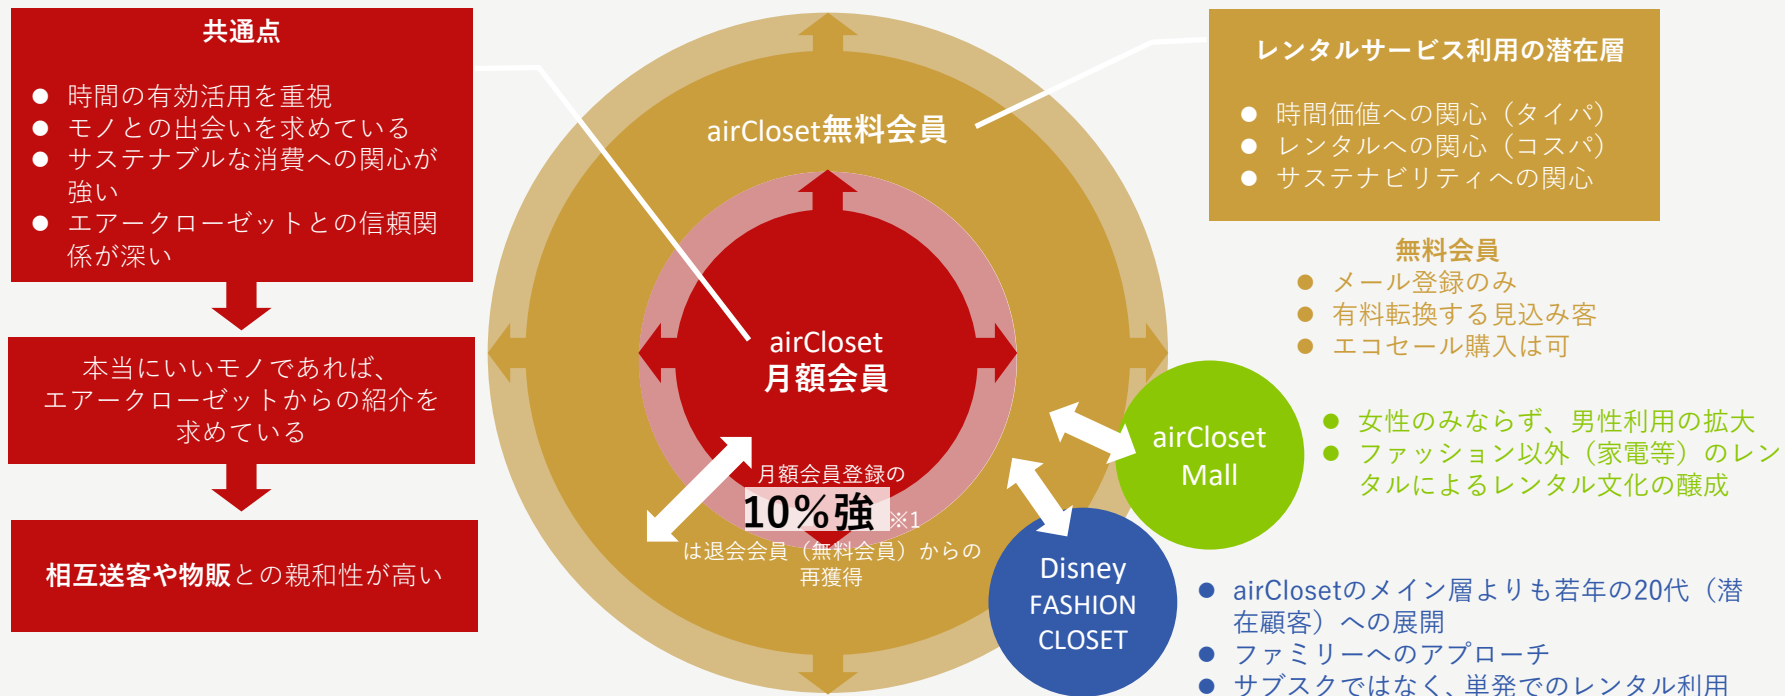 共通点
● 時間の有効活用を重視
● モノとの出会いを求めている
● サステナブルな消費への関心が
強い
● エアークローゼットとの信頼関
係が深い
本当にいいモノであれば、
エアークローゼットからの紹介を
求めている
相互送客や物販との親和性が高い
airCloset無料会員
airCloset
月額会員
月額会員登録の
10%強 ※1
は退会会員（無料会員）からの
再獲得
レンタルサービス利用の潜在層
● 時間価値への関心（タイパ）
● レンタルへの関心（コスパ）
● サステナビリティへの関心
無料会員
● メール登録のみ
● 有料転換する見込み客
● エコセール購入は可
airCloset
Mall
● 女性のみならず、男性利用の拡大
● ファッション以外（家電等）のレン
タルによるレンタル文化の醸成
Disney
FASHION
CLOSET
● airClosetのメイン層よりも若年の20代（潜
在顧客）への展開
● ファミリーへのアプローチ
● サブスクではなく、単発でのレンタル利用